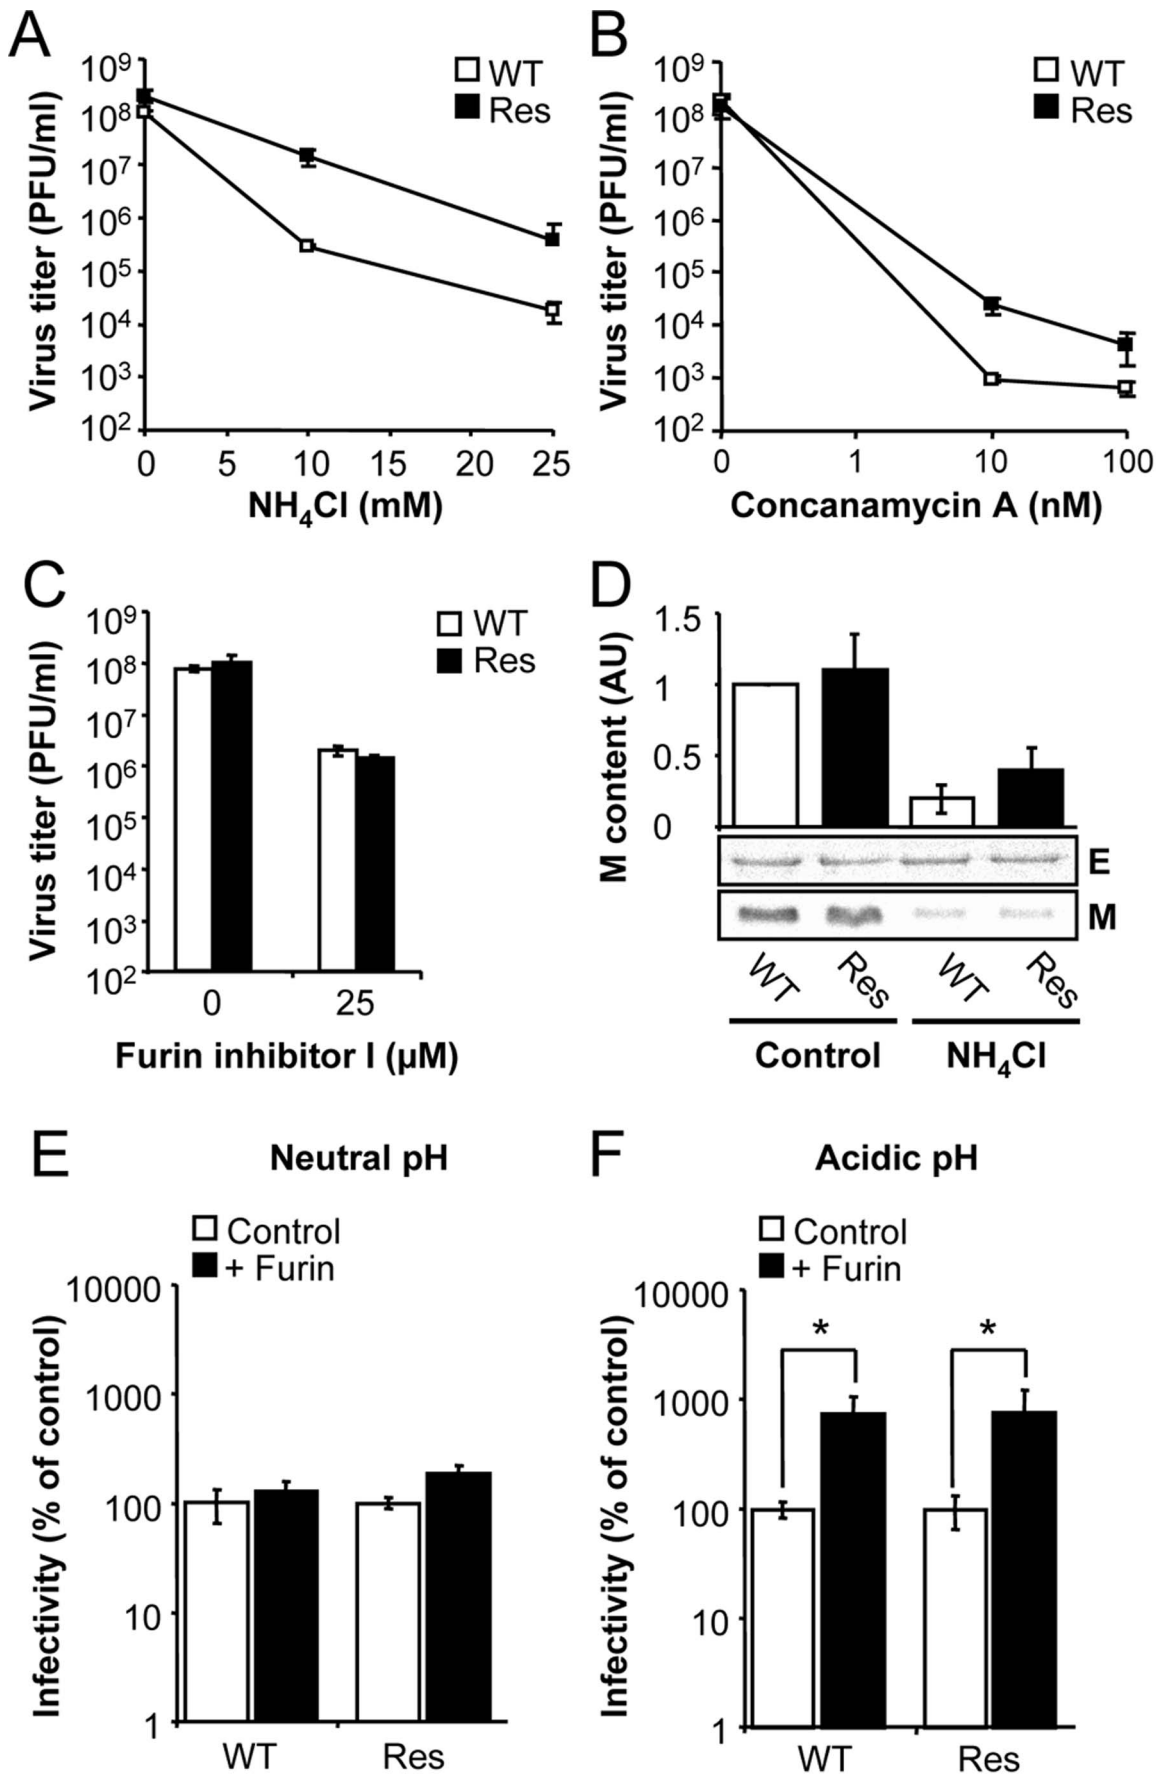 A
WT
Res
Virus titer (PFU/ml)
10⁹
10⁸
10⁷
10⁶
10⁵
10⁴
10³
10²
0 5 10 15 20 25
NH₄Cl (mM)
B
WT
Res
Virus titer (PFU/ml)
10⁹
10⁸
10⁷
10⁶
10⁵
10⁴
10³
10²
0 1 10 100
Concanamycin A (nM)
C
WT
Res
Virus titer (PFU/ml)
10⁹
10⁸
10⁷
10⁶
10⁵
10⁴
10³
10²
0 25
Furin inhibitor I (µM)
D
M content (AU)
1.5
1
0.5
0
E
M
WT Res WT Res
Control NH₄Cl
E Neutral pH
Control
+ Furin
Infectivity (% of control)
10000
1000
100
10
1
WT Res
F Acidic pH
Control
+ Furin
Infectivity (% of control)
10000
* *
1000
100
10
1
WT Res